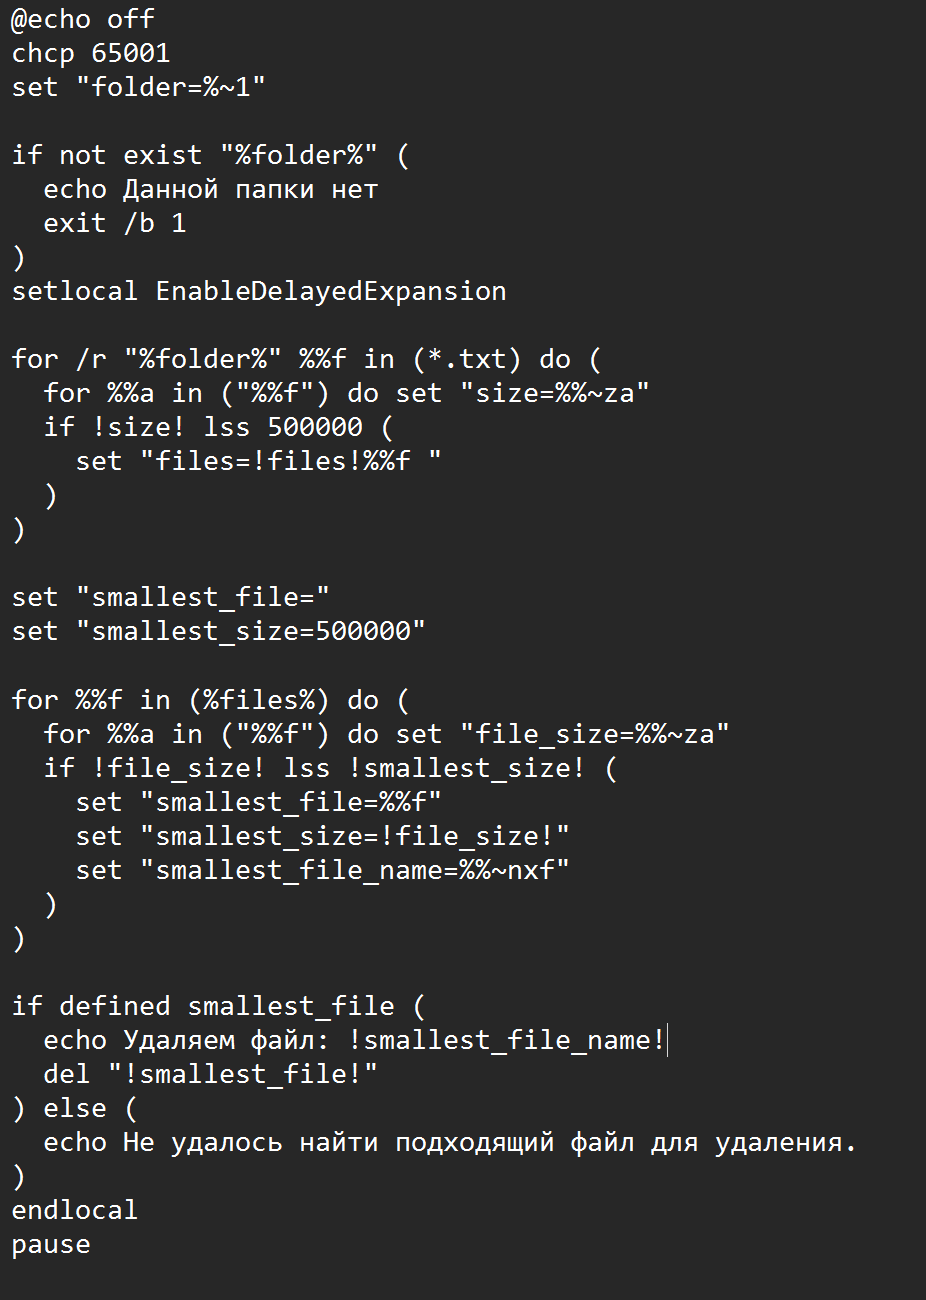 @echo off
chcp 65001
set "folder=%~1"

if not exist "%folder%" (
  echo Данной папки нет
  exit /b 1
)
setlocal EnableDelayedExpansion

for /r "%folder%" %%f in (*.txt) do (
  for %%a in ("%%f") do set "size=%%~za"
  if !size! lss 500000 (
    set "files=!files!%%f "
  )
)

set "smallest_file="
set "smallest_size=500000"

for %%f in (%files%) do (
  for %%a in ("%%f") do set "file_size=%%~za"
  if !file_size! lss !smallest_size! (
    set "smallest_file=%%f"
    set "smallest_size=!file_size!"
    set "smallest_file_name=%%~nxf"
  )
)

if defined smallest_file (
  echo Удаляем файл: !smallest_file_name!
  del "!smallest_file!"
) else (
  echo Не удалось найти подходящий файл для удаления.
)
endlocal
pause